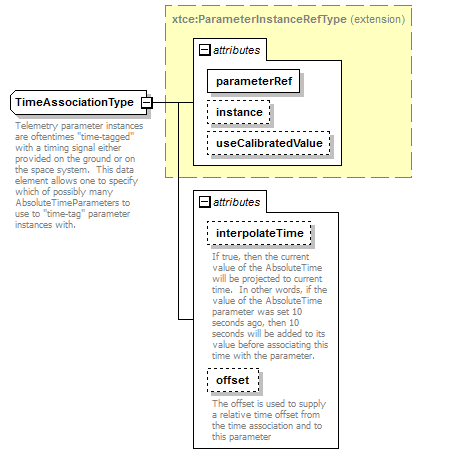 xtce:ParameterInstanceRefType (extension)
attributes
parameterRef
instance
useCalibratedValue
TimeAssociationType
Telemetry parameter instances
are oftentimes "time-tagged"
with a timing signal either
provided on the ground or on
the space system.  This data
element allows one to specify
which of possibly many
AbsoluteTimeParameters to
use to "time-tag" parameter
instances with.
attributes
interpolateTime
If true, then the current
value of the AbsoluteTime
will be projected to current
time.  In other words, if the
value of the AbsoluteTime
parameter was set 10
seconds ago, then 10
seconds will be added to its
value before associating this
time with the parameter.
offset
The offset is used to supply
a relative time offset from
the time association and to
this parameter